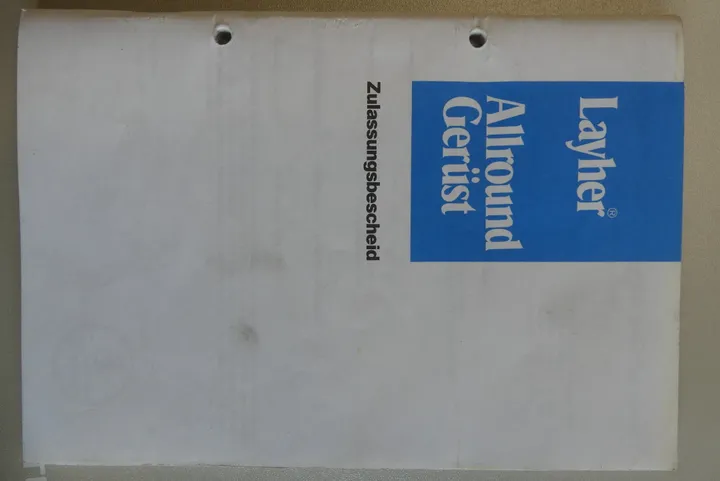 Layher®
Allround
Gerüst
Zulassungsbescheid